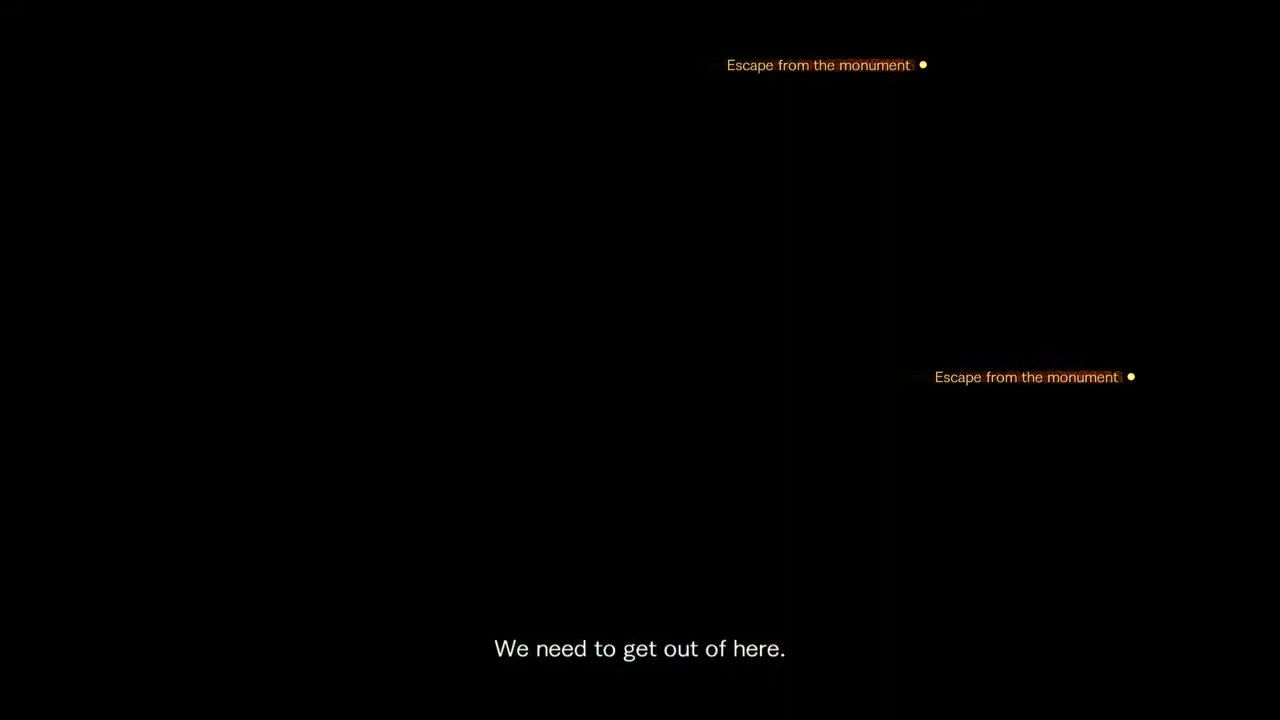 Escape from the monument
Escape from the monument
We need to get out of here.